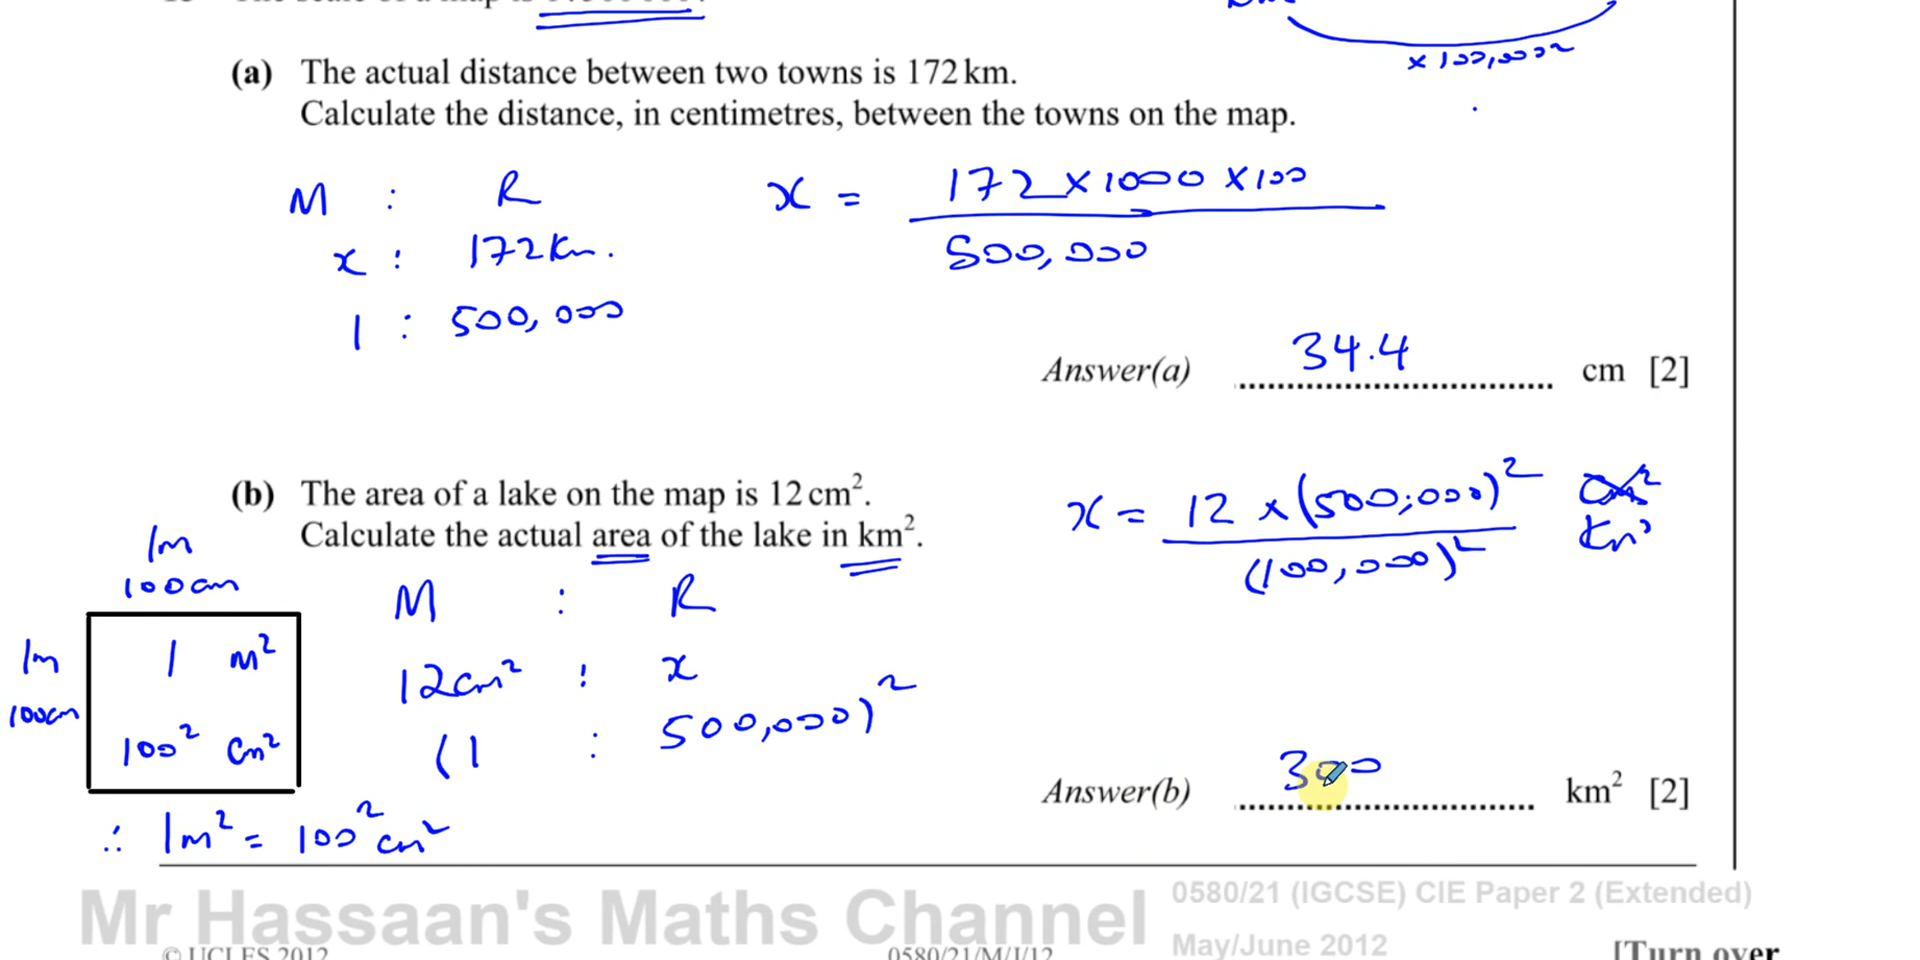 (a) The actual distance between two towns is 172 km.
× 100,000²
Calculate the distance, in centimetres, between the towns on the map.
M : R
x : 172 km.
1 : 500,000
x = 172 × 1000 × 100
500,000
Answer(a) 34.4 cm [2]
(b) The area of a lake on the map is 12 cm².
Calculate the actual area of the lake in km².
x = 12 × (500,000)² cm²
(100,000)² km²
1m
100cm
1m
100cm
1 m²
100² cm²
∴ 1m² = 100² cm²
M : R
12cm² : x
(1 : 500,000)²
Answer(b) 300 km² [2]
Mr Hassaan's Maths Channel
0580/21 (IGCSE) CIE Paper 2 (Extended)
May/June 2012
© UCLES 2012
0580/21/M/J/12
[Turn over